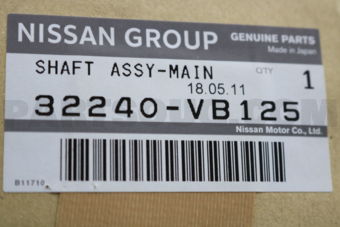 NISSAN GROUP GENUINE PARTS
Made in Japan
SHAFT ASSY-MAIN QTY 1
18.05.11
32240-VB125
Nissan Motor Co., Ltd.
B11710